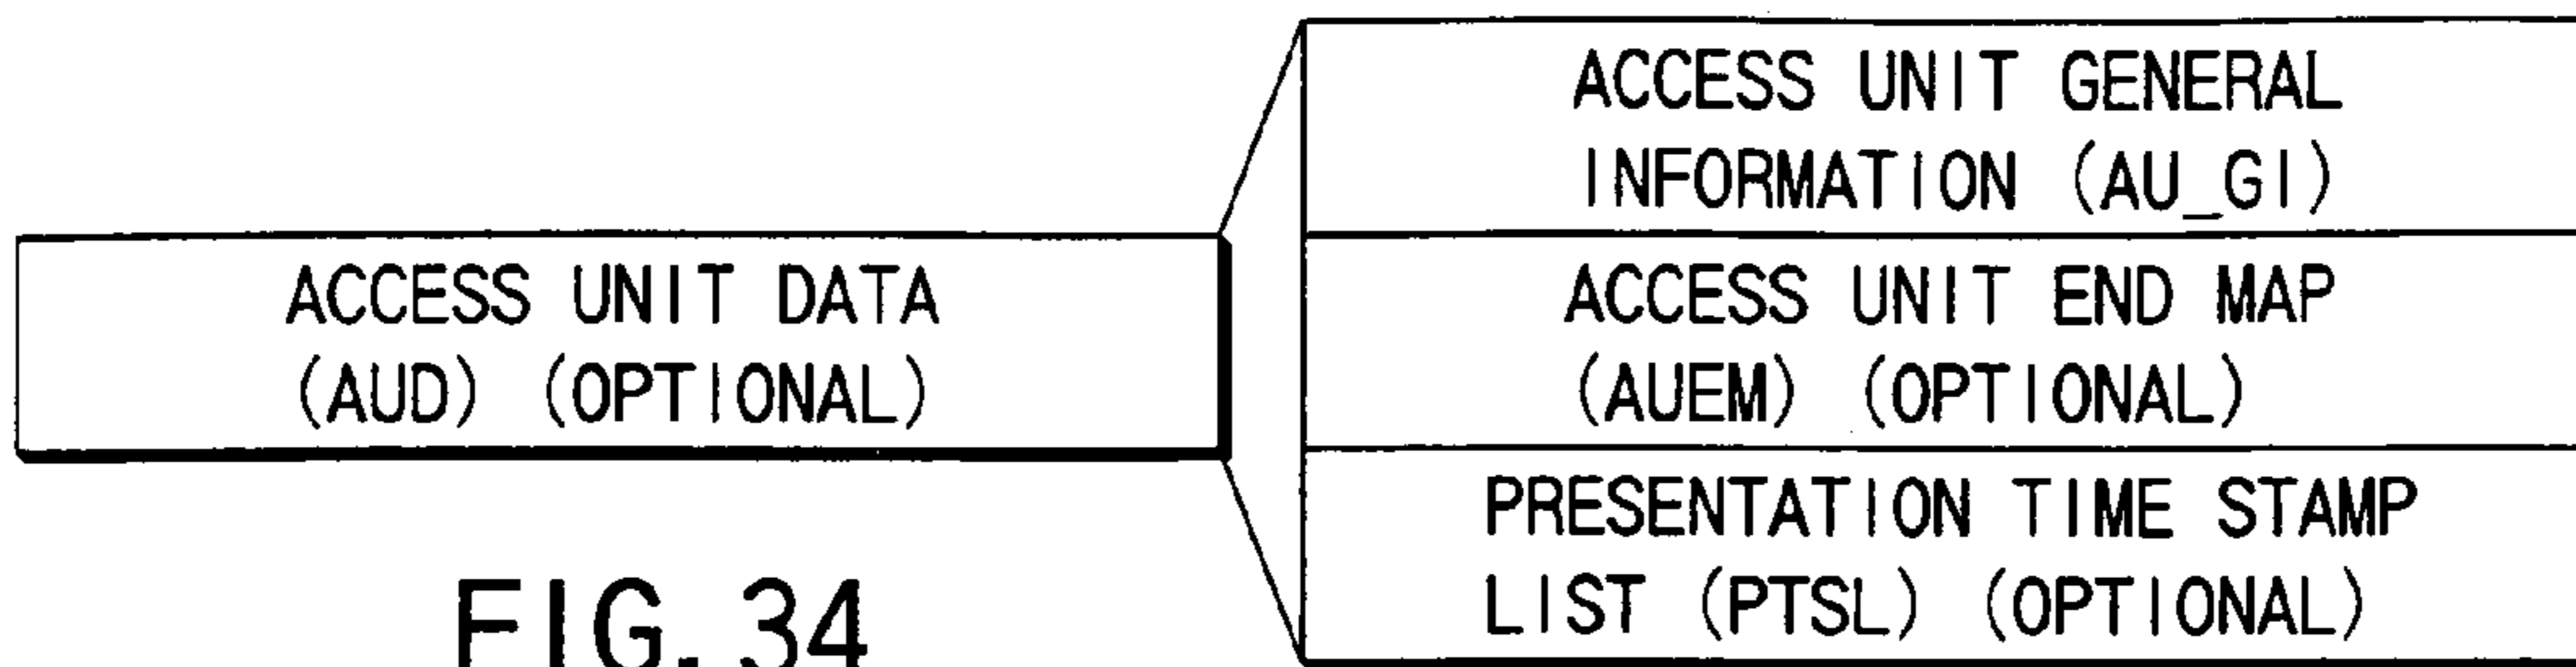 ACCESS UNIT DATA
(AUD) (OPTIONAL)
ACCESS UNIT GENERAL
INFORMATION (AU_GI)
ACCESS UNIT END MAP
(AUEM) (OPTIONAL)
PRESENTATION TIME STAMP
LIST (PTSL) (OPTIONAL)
FIG. 34